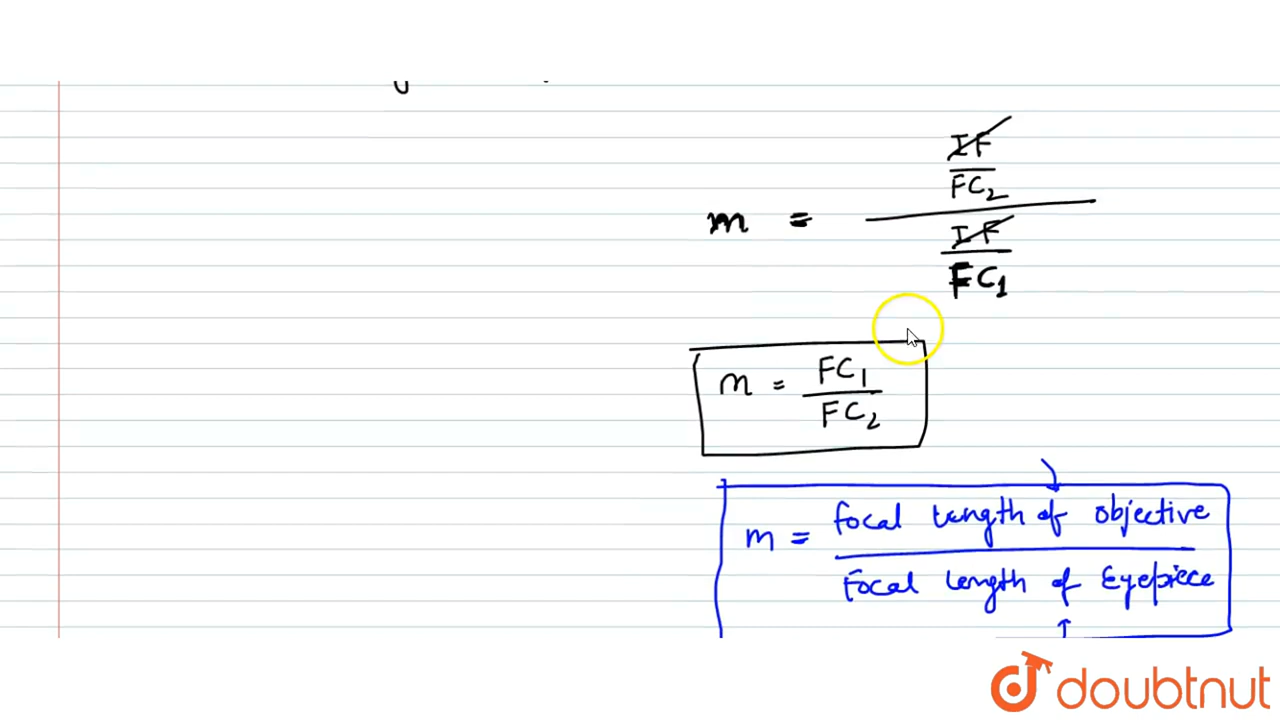 m = (IF/FC₂)/(IF/FC₁)
m = FC₁/FC₂
m = focal length of objective/Focal length of Eyepiece
doubtnut